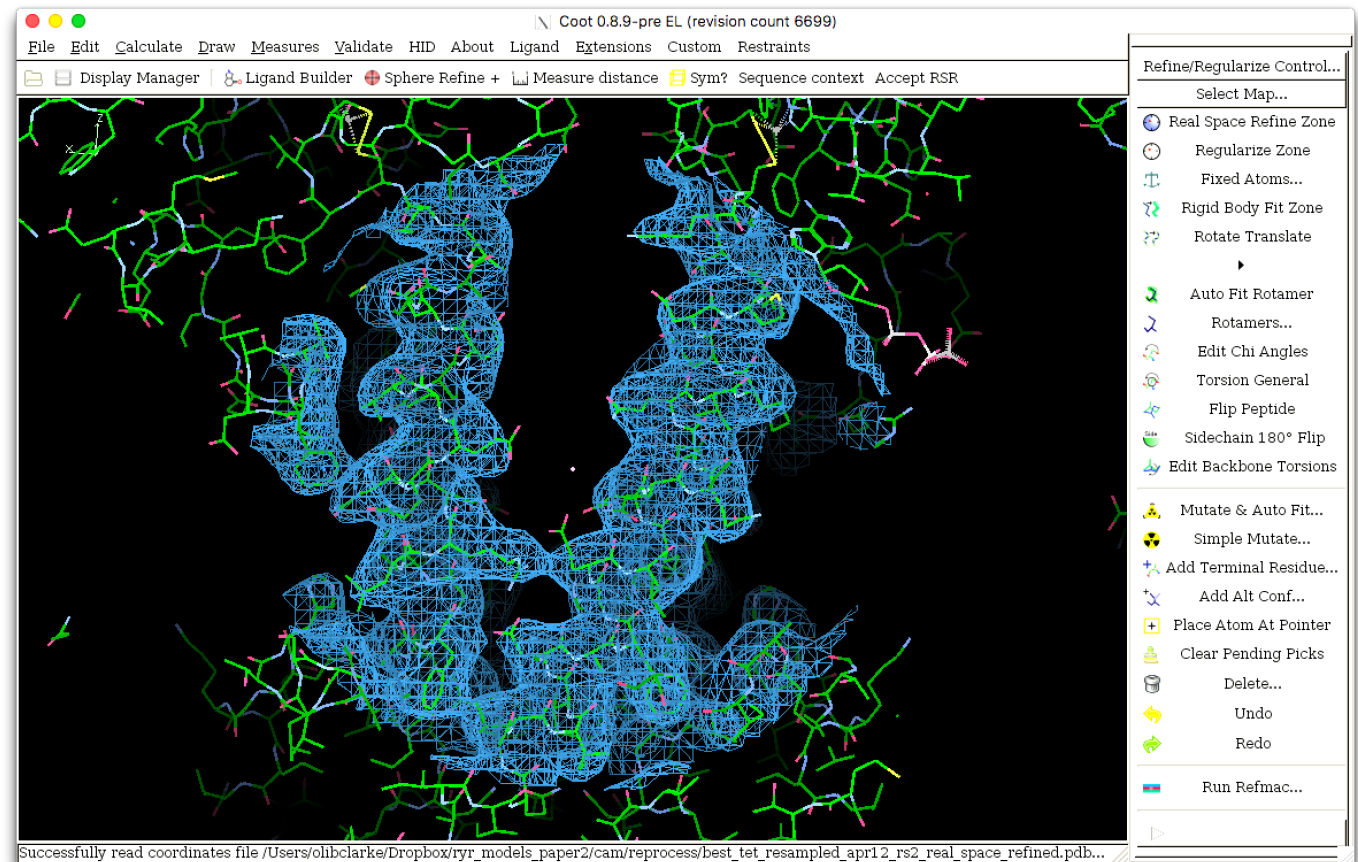 Coot 0.8.9-pre EL (revision count 6699)
File Edit Calculate Draw Measures Validate HID About Ligand Extensions Custom Restraints
Display Manager Ligand Builder Sphere Refine + Measure distance Sym? Sequence context Accept RSR
Refine/Regularize Control...
Select Map...
Real Space Refine Zone
Regularize Zone
Fixed Atoms...
Rigid Body Fit Zone
Rotate Translate
Auto Fit Rotamer
Rotamers...
Edit Chi Angles
Torsion General
Flip Peptide
Side
Sidechain 180° Flip
Edit Backbone Torsions
Mutate & Auto Fit...
Simple Mutate...
Add Terminal Residue...
Add Alt Conf...
Place Atom At Pointer
Clear Pending Picks
Delete...
Undo
Redo
Run Refmac...
z
x
Successfully read coordinates file /Users/olibclarke/Dropbox/ryr_models_paper2/cam/reprocess/best_tet_resampled_apr12_rs2_real_space_refined.pdb...